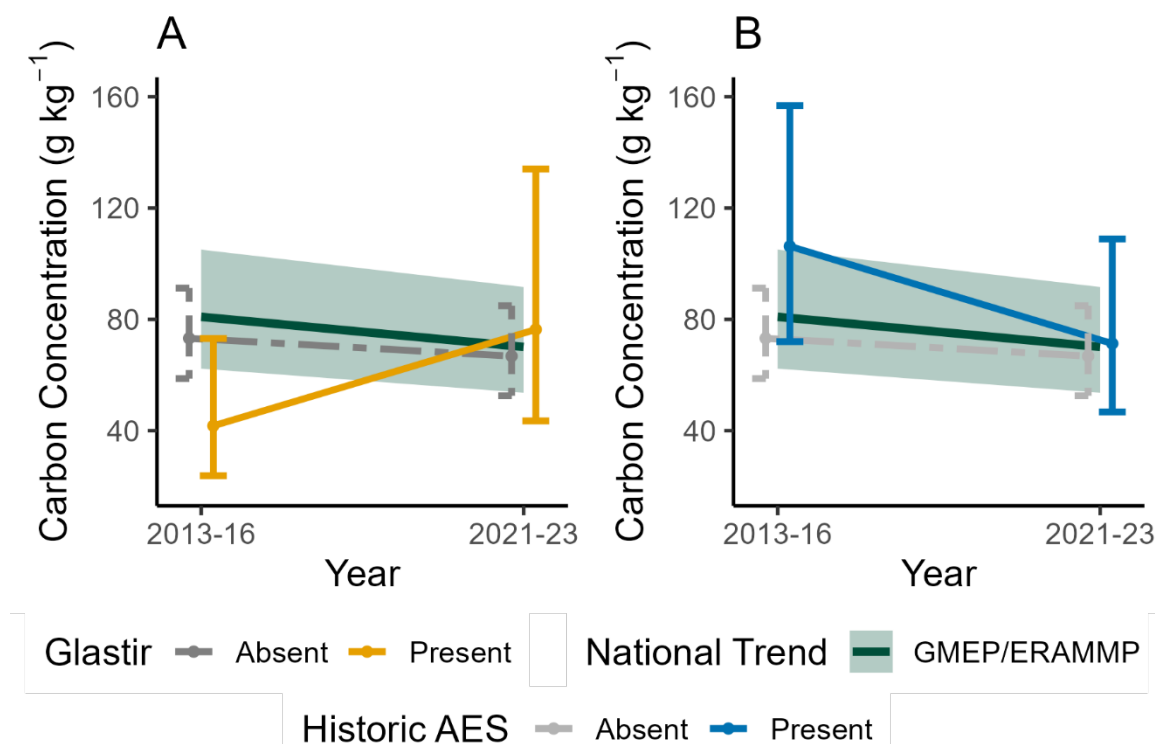 A
Carbon Concentration (g kg⁻¹)
160
120
80
40
2013-16
2021-23
Year
B
Carbon Concentration (g kg⁻¹)
160
120
80
40
2013-16
2021-23
Year
Glastir Absent Present National Trend GMEP/ERAMMP
Historic AES Absent Present